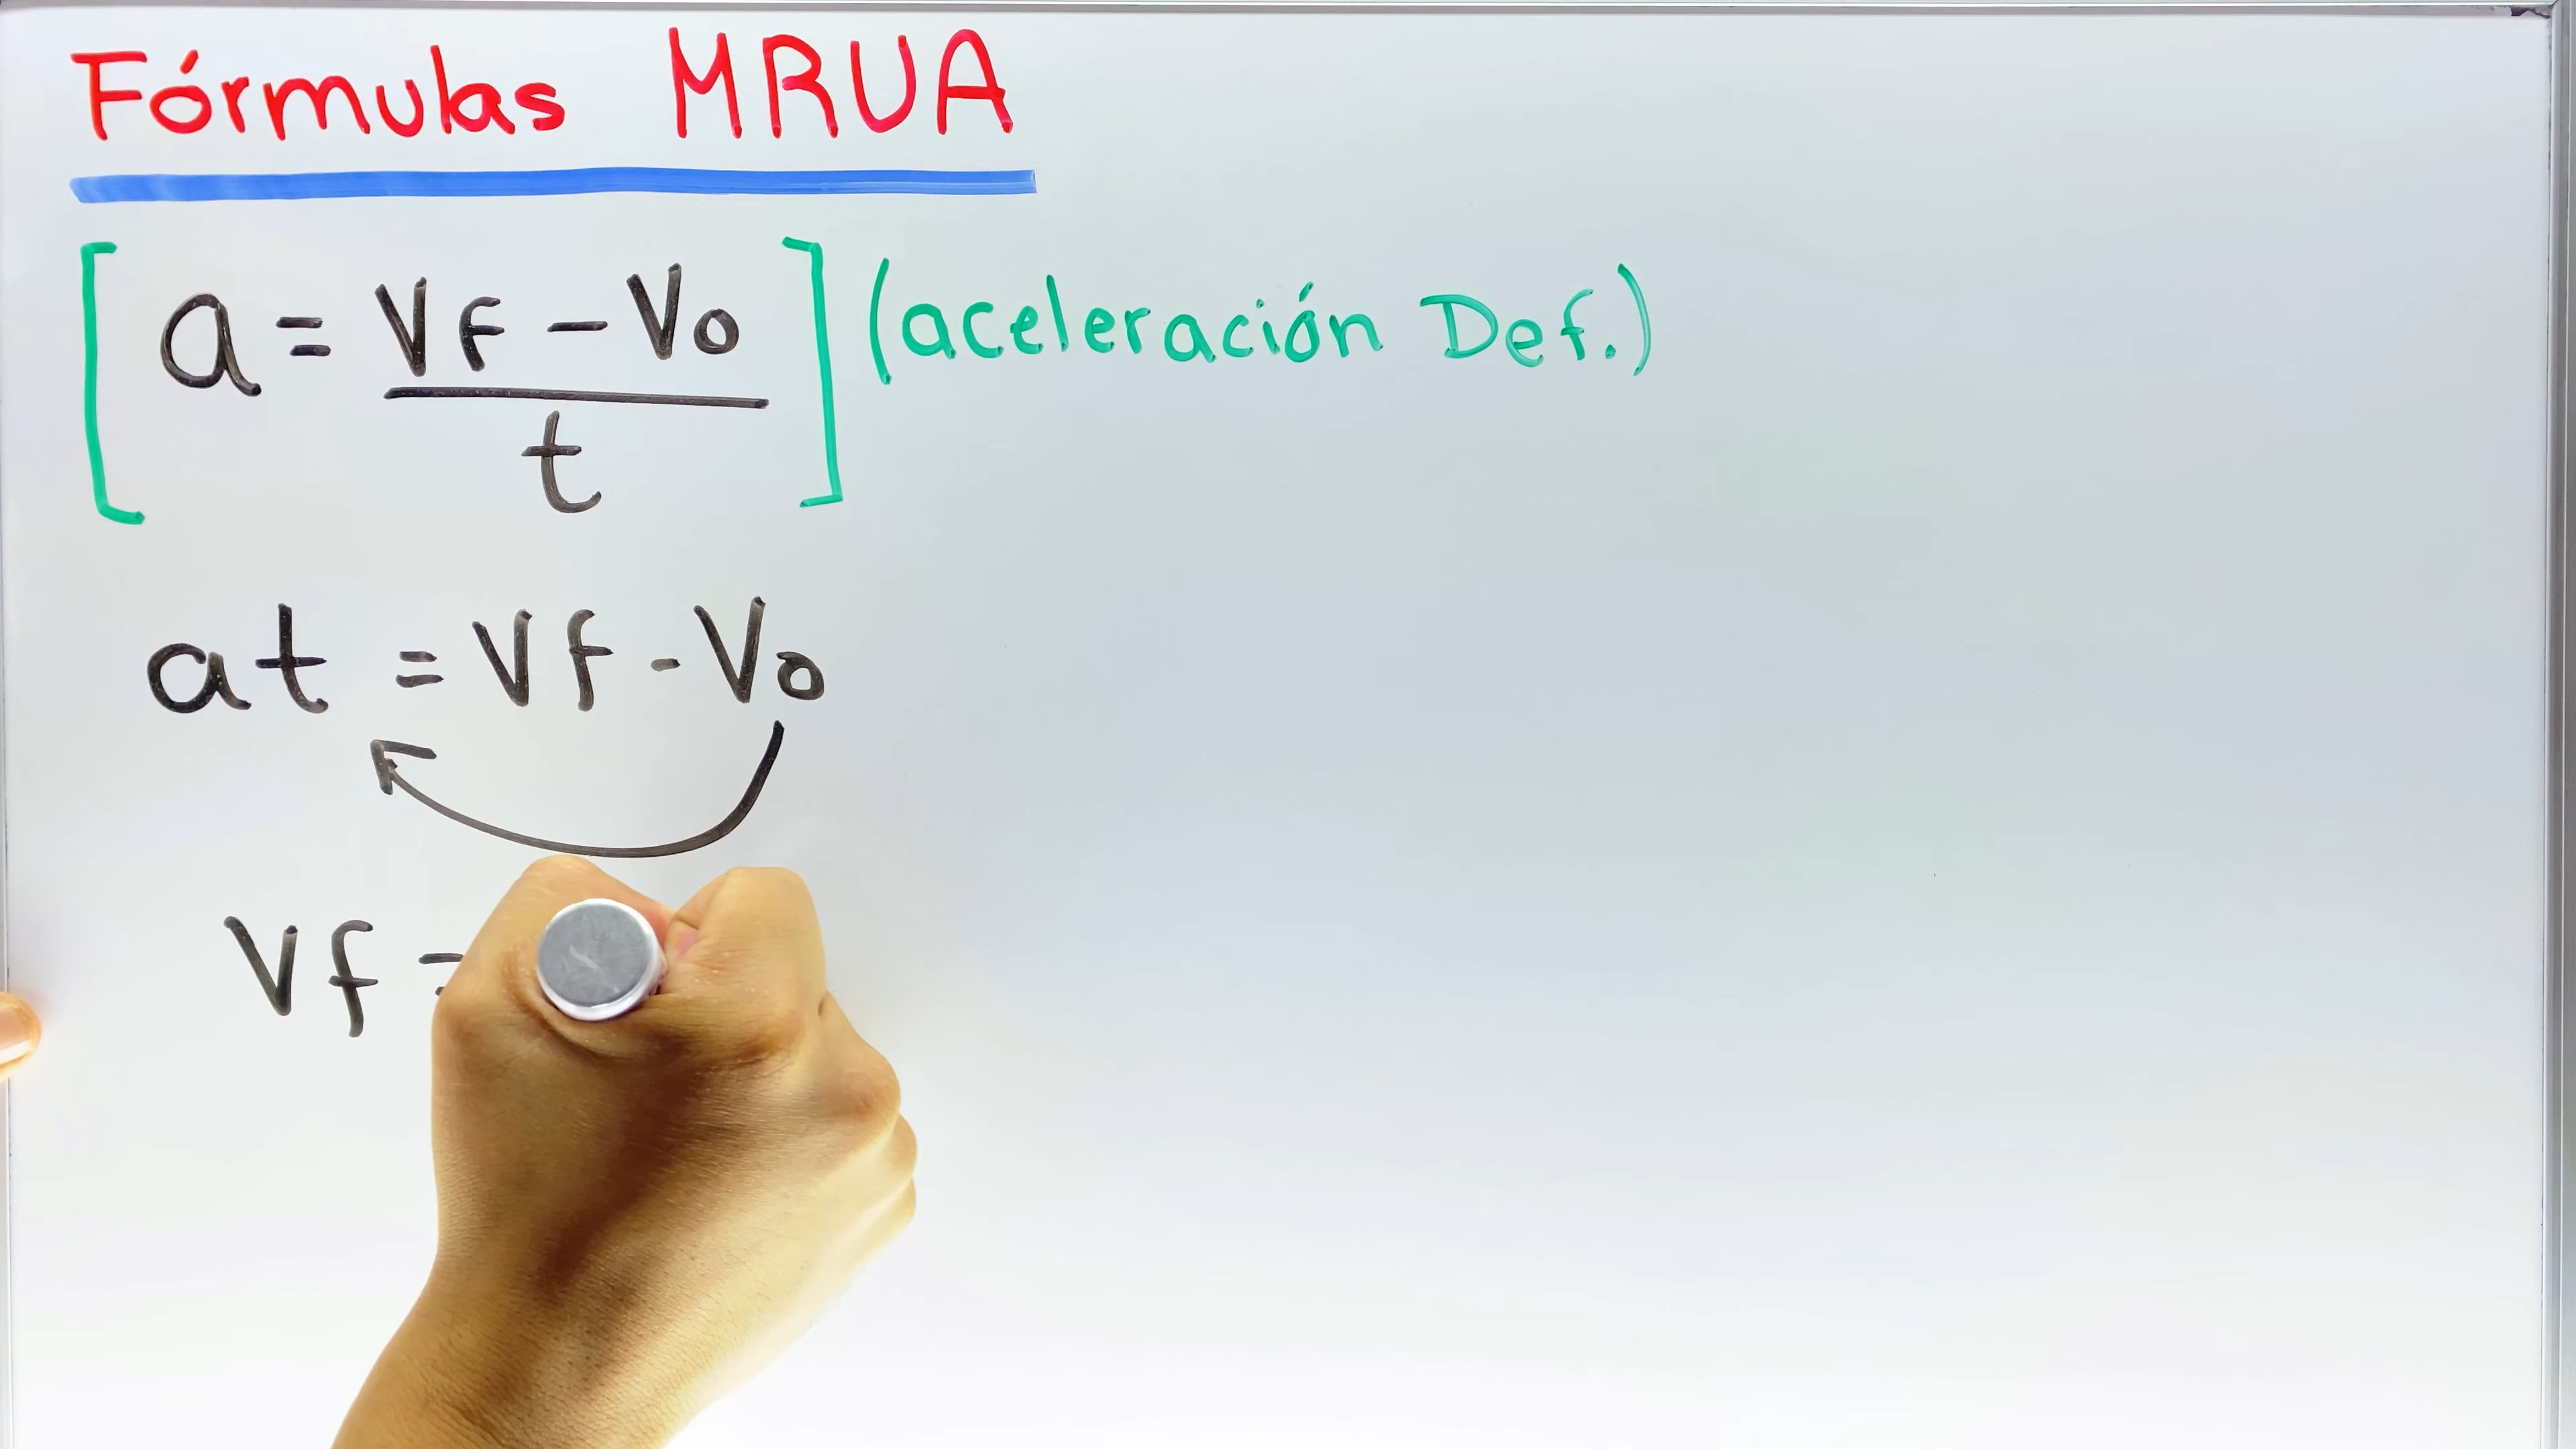 Fórmulas MRUA
[ a = Vf - Vo / t ] (aceleración Def.)
at = Vf - Vo
Vf =